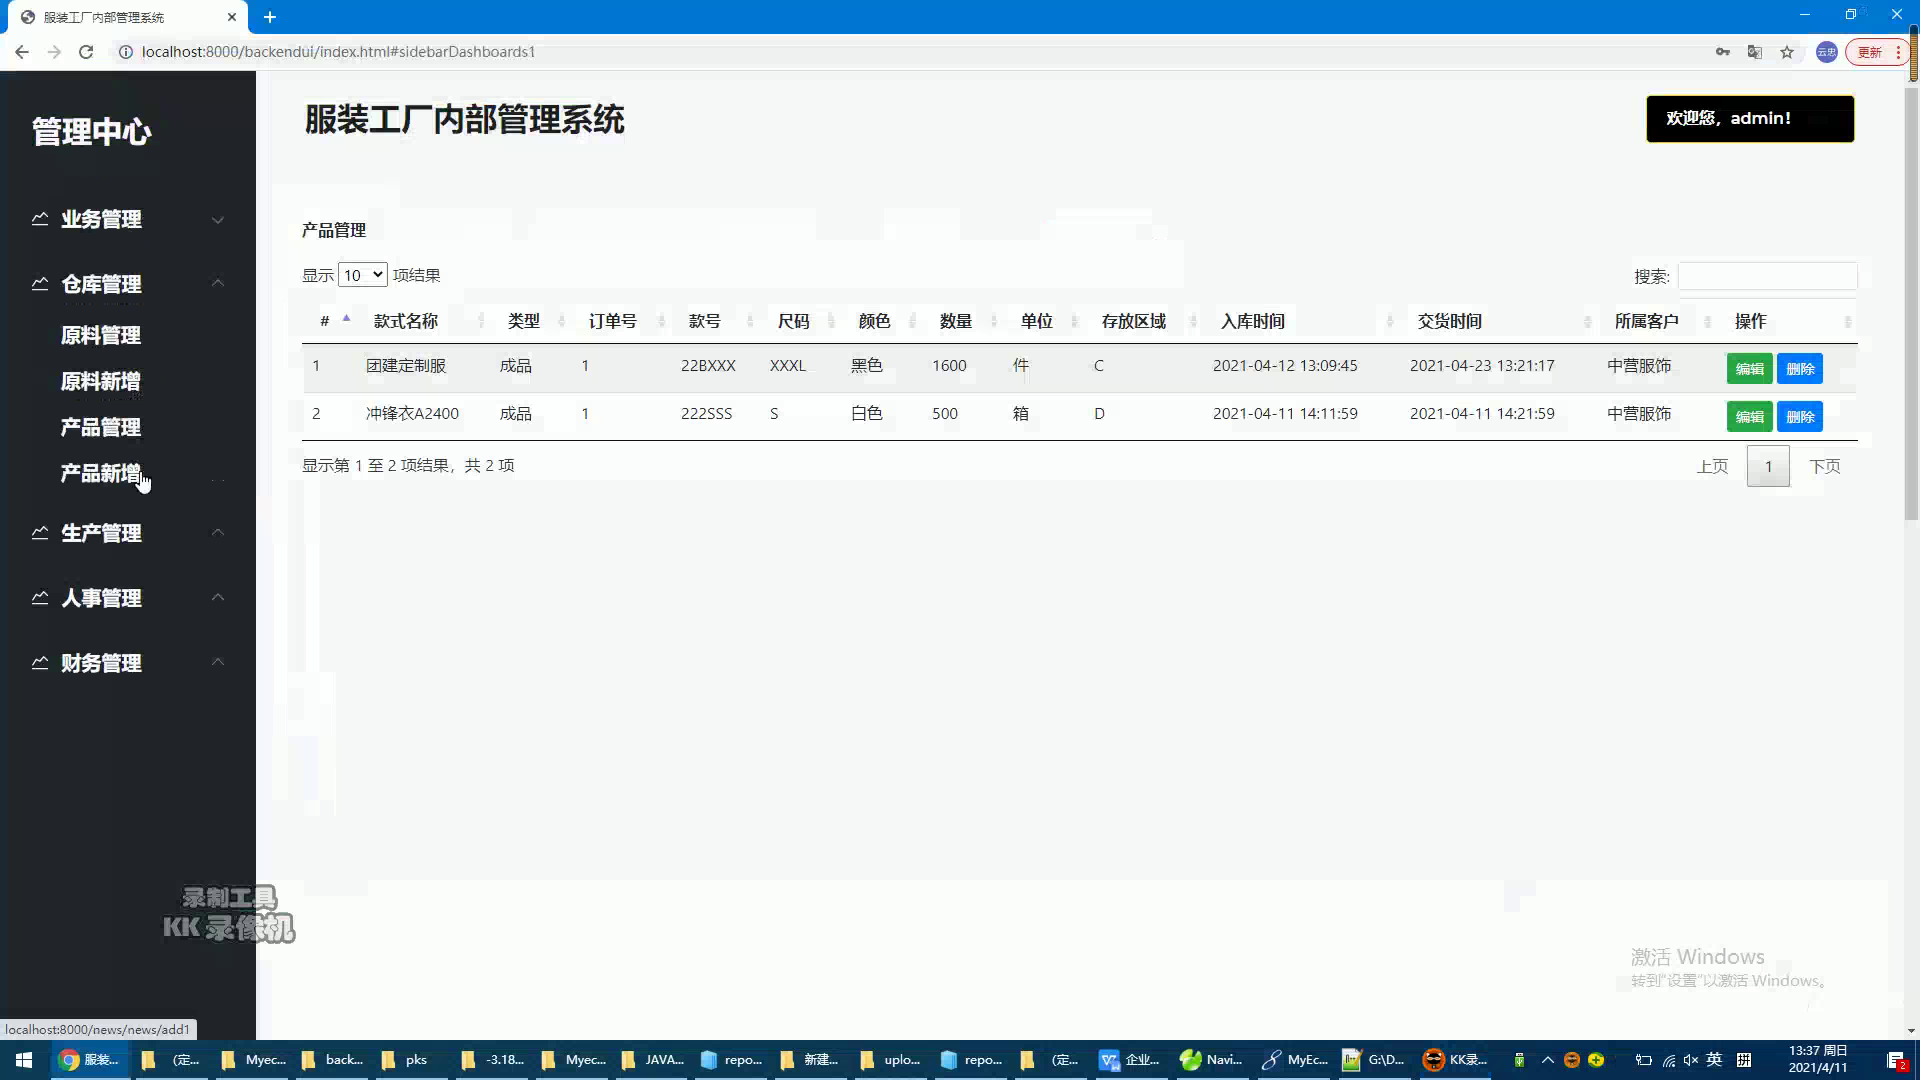 服装工厂内部管理系统
localhost:8000/backendui/index.html#sidebarDashboards1
云忠
更新
管理中心
业务管理
仓库管理
原料管理
原料新增
产品管理
产品新增
生产管理
人事管理
财务管理
服装工厂内部管理系统
欢迎您，admin！
产品管理
显示 10 项结果
搜索:
# 款式名称 类型 订单号 款号 尺码 颜色 数量 单位 存放区域 入库时间 交货时间 所属客户 操作
1 团建定制服 成品 1 22BXXX XXXL 黑色 1600 件 C 2021-04-12 13:09:45 2021-04-23 13:21:17 中营服饰 编辑 删除
2 冲锋衣A2400 成品 1 222SSS S 白色 500 箱 D 2021-04-11 14:11:59 2021-04-11 14:21:59 中营服饰 编辑 删除
显示第 1 至 2 项结果，共 2 项
上页 1 下页
录制工具
KK 录像机
激活 Windows
转到"设置"以激活 Windows。
localhost:8000/news/news/add1
服装... (定... Myec... back... pks -3.18... Myec... JAVA... repo... 新建... uplo... repo... (定... 企业... Navi... MyEc... G:\D... KK录... 英 拼
13:37 周日
2021/4/11
2